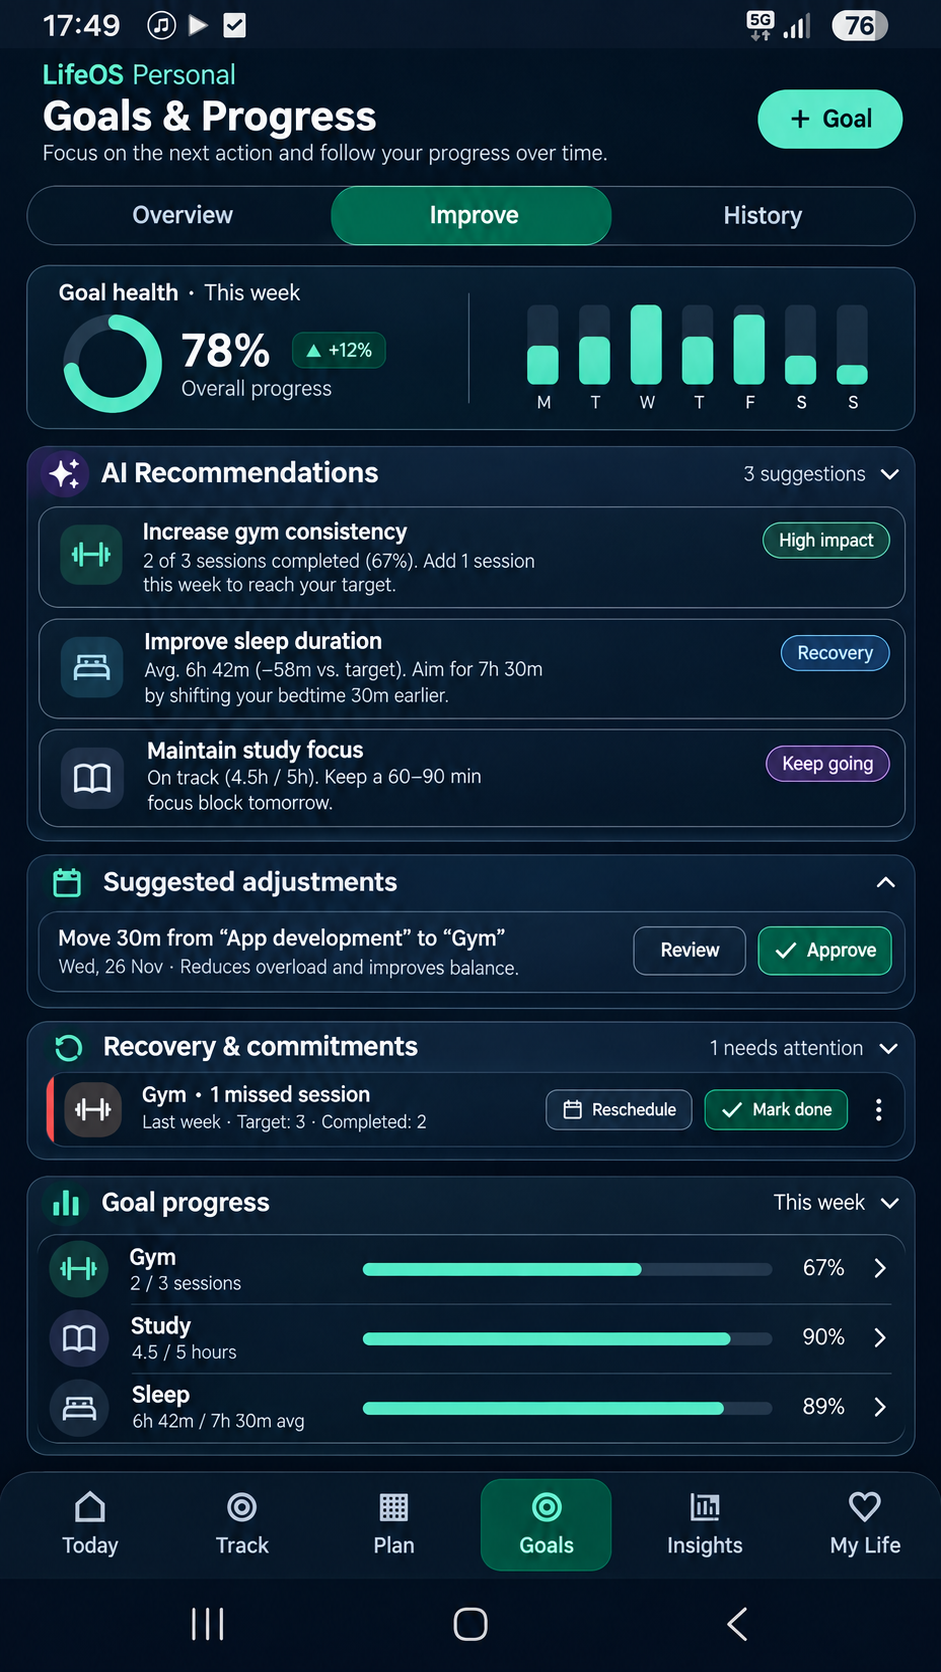 17:49
5G
76
LifeOS Personal
Goals & Progress
+ Goal
Focus on the next action and follow your progress over time.
Overview
Improve
History
Goal health · This week
78%
▲ +12%
Overall progress
M T W T F S S
AI Recommendations
3 suggestions
Increase gym consistency
High impact
2 of 3 sessions completed (67%). Add 1 session
this week to reach your target.
Improve sleep duration
Recovery
Avg. 6h 42m (–58m vs. target). Aim for 7h 30m
by shifting your bedtime 30m earlier.
Maintain study focus
Keep going
On track (4.5h / 5h). Keep a 60–90 min
focus block tomorrow.
Suggested adjustments
Move 30m from “App development” to “Gym”
Wed, 26 Nov · Reduces overload and improves balance.
Review
Approve
Recovery & commitments
1 needs attention
Gym • 1 missed session
Last week · Target: 3 · Completed: 2
Reschedule
Mark done
Goal progress
This week
Gym
2 / 3 sessions
67%
Study
4.5 / 5 hours
90%
Sleep
6h 42m / 7h 30m avg
89%
Today
Track
Plan
Goals
Insights
My Life